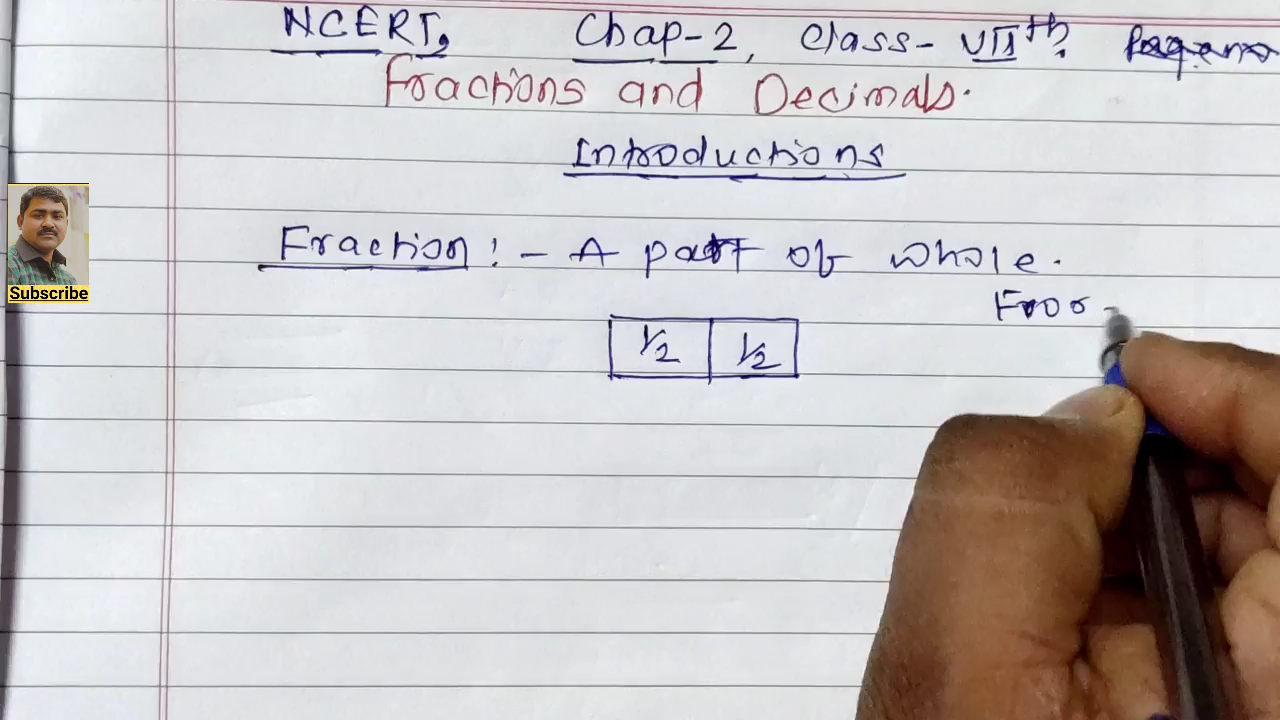 NCERT, Chap-2, Class- VIIth.
Fractions and Decimals.
Introductions
Fraction :- A part of whole.
1/2 1/2
Subscribe